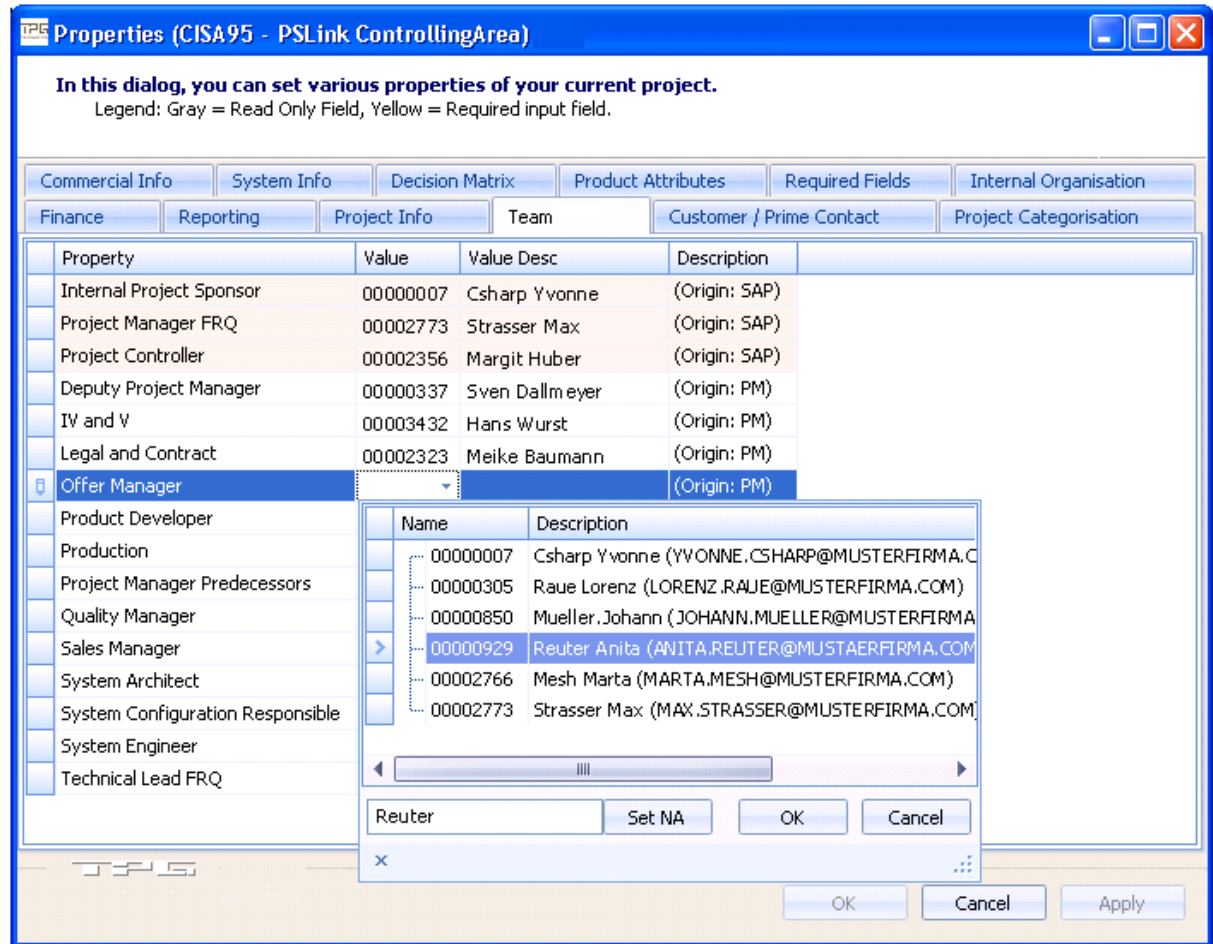 TPG Properties (CISA95 - PSLink ControllingArea)
In this dialog, you can set various properties of your current project.
Legend: Gray = Read Only Field, Yellow = Required input field.
Commercial Info System Info Decision Matrix Product Attributes Required Fields Internal Organisation
Finance Reporting Project Info Team Customer / Prime Contact Project Categorisation
Property Value Value Desc Description
Internal Project Sponsor 00000007 Csharp Yvonne (Origin: SAP)
Project Manager FRQ 00002773 Strasser Max (Origin: SAP)
Project Controller 00002356 Margit Huber (Origin: SAP)
Deputy Project Manager 00000337 Sven Dallmeyer (Origin: PM)
IV and V 00003432 Hans Wurst (Origin: PM)
Legal and Contract 00002323 Meike Baumann (Origin: PM)
Offer Manager (Origin: PM)
Product Developer
Production
Project Manager Predecessors
Quality Manager
Sales Manager
System Architect
System Configuration Responsible
System Engineer
Technical Lead FRQ
Name Description
00000007 Csharp Yvonne (YVONNE.CSHARP@MUSTERFIRMA.C
00000305 Raue Lorenz (LORENZ.RAUE@MUSTERFIRMA.COM)
00000850 Mueller.Johann (JOHANN.MUELLER@MUSTERFIRMA
00000929 Reuter Anita (ANITA.REUTER@MUSTAERFIRMA.COM
00002766 Mesh Marta (MARTA.MESH@MUSTERFIRMA.COM)
00002773 Strasser Max (MAX.STRASSER@MUSTERFIRMA.COM)
Reuter Set NA OK Cancel
TPG
OK Cancel Apply